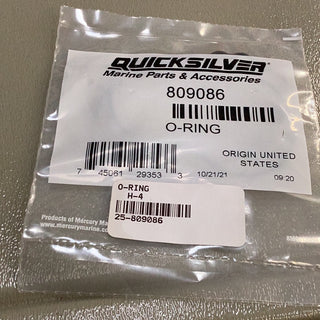 QUICKSILVER
Marine Parts & Accessories
809086
O-RING
ORIGIN UNITED
STATES
7 45061 29353 3 10/21/21 09:20
O-RING
H-4
25-809086
Products of Mercury Marine
www.mercurymarine.com